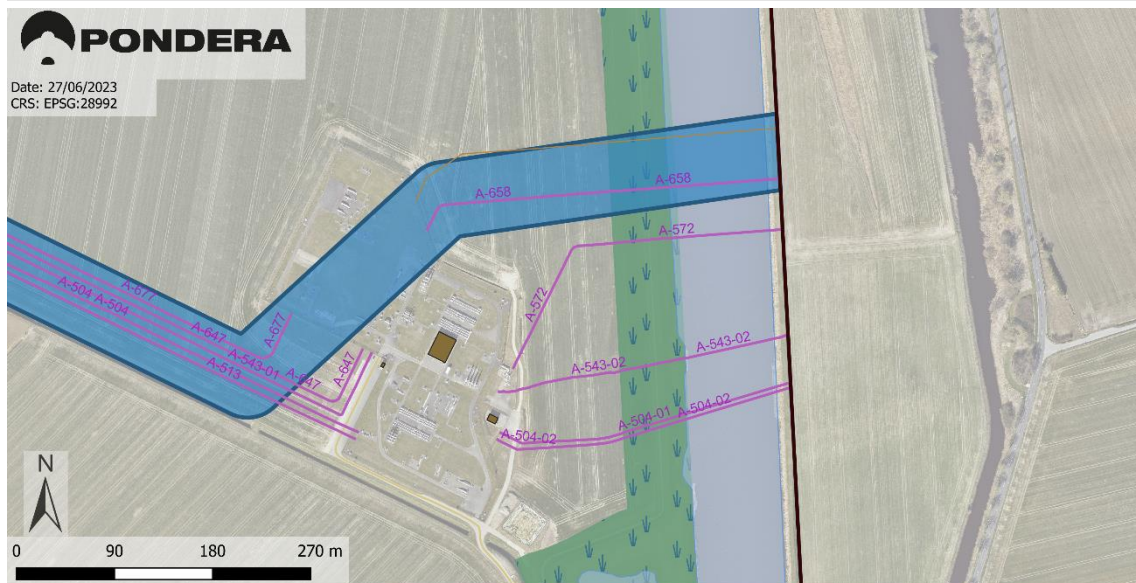 PONDERA
Date: 27/06/2023
CRS: EPSG:28992
A-658
A-658
A-572
A-572
A-677
A-504 A-504
A-647
A-677
A-543-01
A-513
A-647
A-647
A-543-02
A-543-02
A-504-01
A-504-02
A-504-02
N
0 90 180 270 m